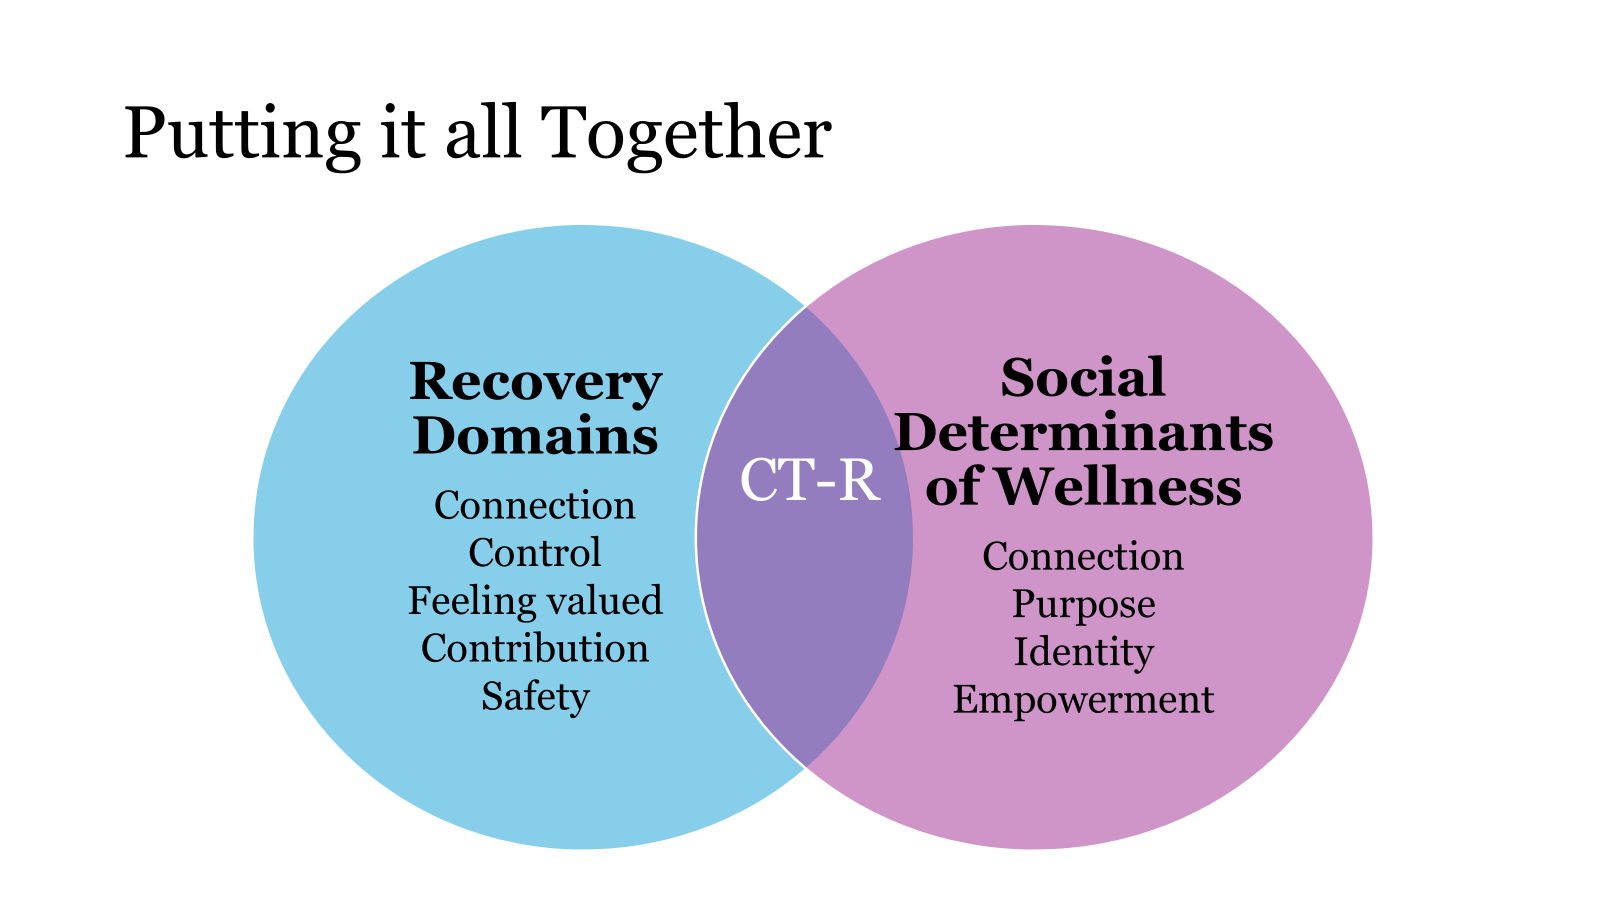 Putting it all Together
Recovery
Domains
Connection
Control
Feeling valued
Contribution
Safety
CT-R
Social
Determinants
of Wellness
Connection
Purpose
Identity
Empowerment